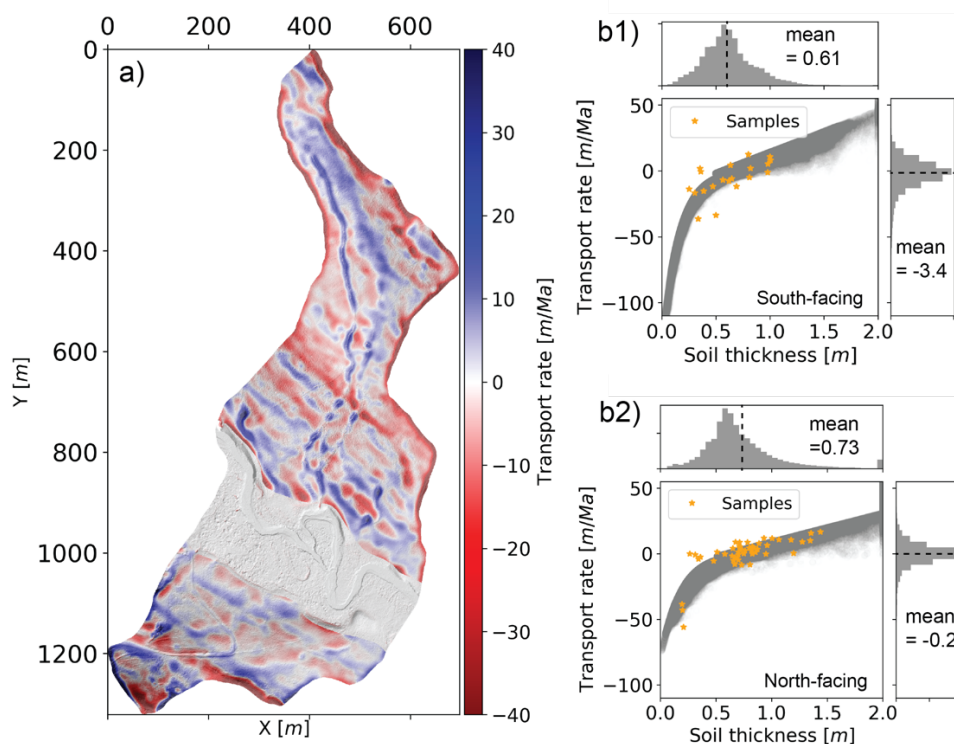 0 200 400 600
0
200
400
600
800
1000
1200
Y [m]
a)
0 200 400 600
X [m]
40
30
20
10
0
−10
−20
−30
−40
Transport rate [m/Ma]
b1)
mean
= 0.61
50
0
−50
−100
Transport rate [m/Ma]
Samples
South-facing
0.0 0.5 1.0 1.5 2.0
Soil thickness [m]
mean
= -3.4
b2)
mean
=0.73
50
0
−50
−100
Transport rate [m/Ma]
Samples
North-facing
0.0 0.5 1.0 1.5 2.0
Soil thickness [m]
mean
= -0.2